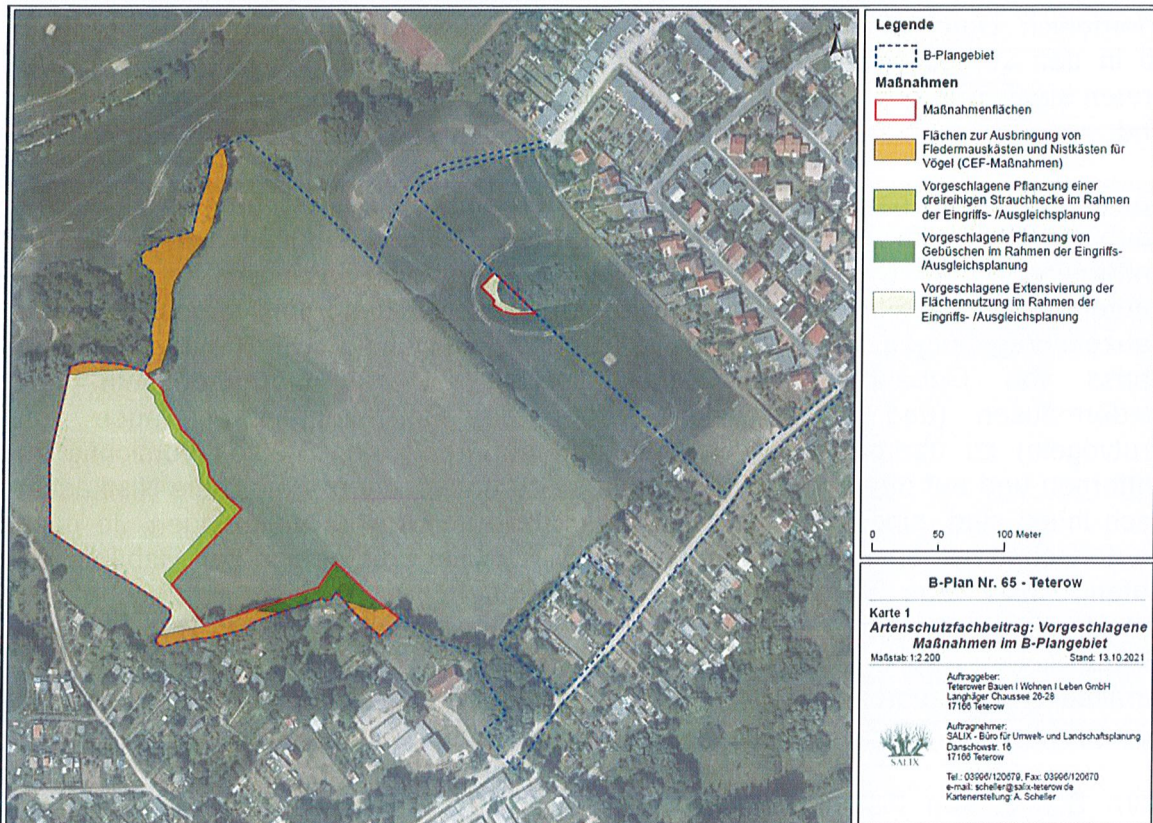 N
Legende
B-Plangebiet
Maßnahmen
Maßnahmenflächen
Flächen zur Ausbringung von
Fledermauskästen und Nistkästen für
Vögel (CEF-Maßnahmen)
Vorgeschlagene Pflanzung einer
dreireihigen Strauchhecke im Rahmen
der Eingriffs- /Ausgleichsplanung
Vorgeschlagene Pflanzung von
Gebüschen im Rahmen der Eingriffs-
/Ausgleichsplanung
Vorgeschlagene Extensivierung der
Flächennutzung im Rahmen der
Eingriffs- /Ausgleichsplanung
0 50 100 Meter
B-Plan Nr. 65 - Teterow
Karte 1
Artenschutzfachbeitrag: Vorgeschlagene
Maßnahmen im B-Plangebiet
Maßstab: 1:2.200 Stand: 13.10.2021
Auftraggeber:
Teterower Bauen I Wohnen I Leben GmbH
Langhäger Chaussee 26-28
17166 Teterow
Auftragnehmer:
SALIX - Büro für Umwelt- und Landschaftsplanung
Danschowstr. 16
17166 Teterow
SALIX
Tel.: 03996/120679, Fax: 03996/120670
e-mail: scheller@salix-teterow.de
Kartenerstellung: A. Scheller